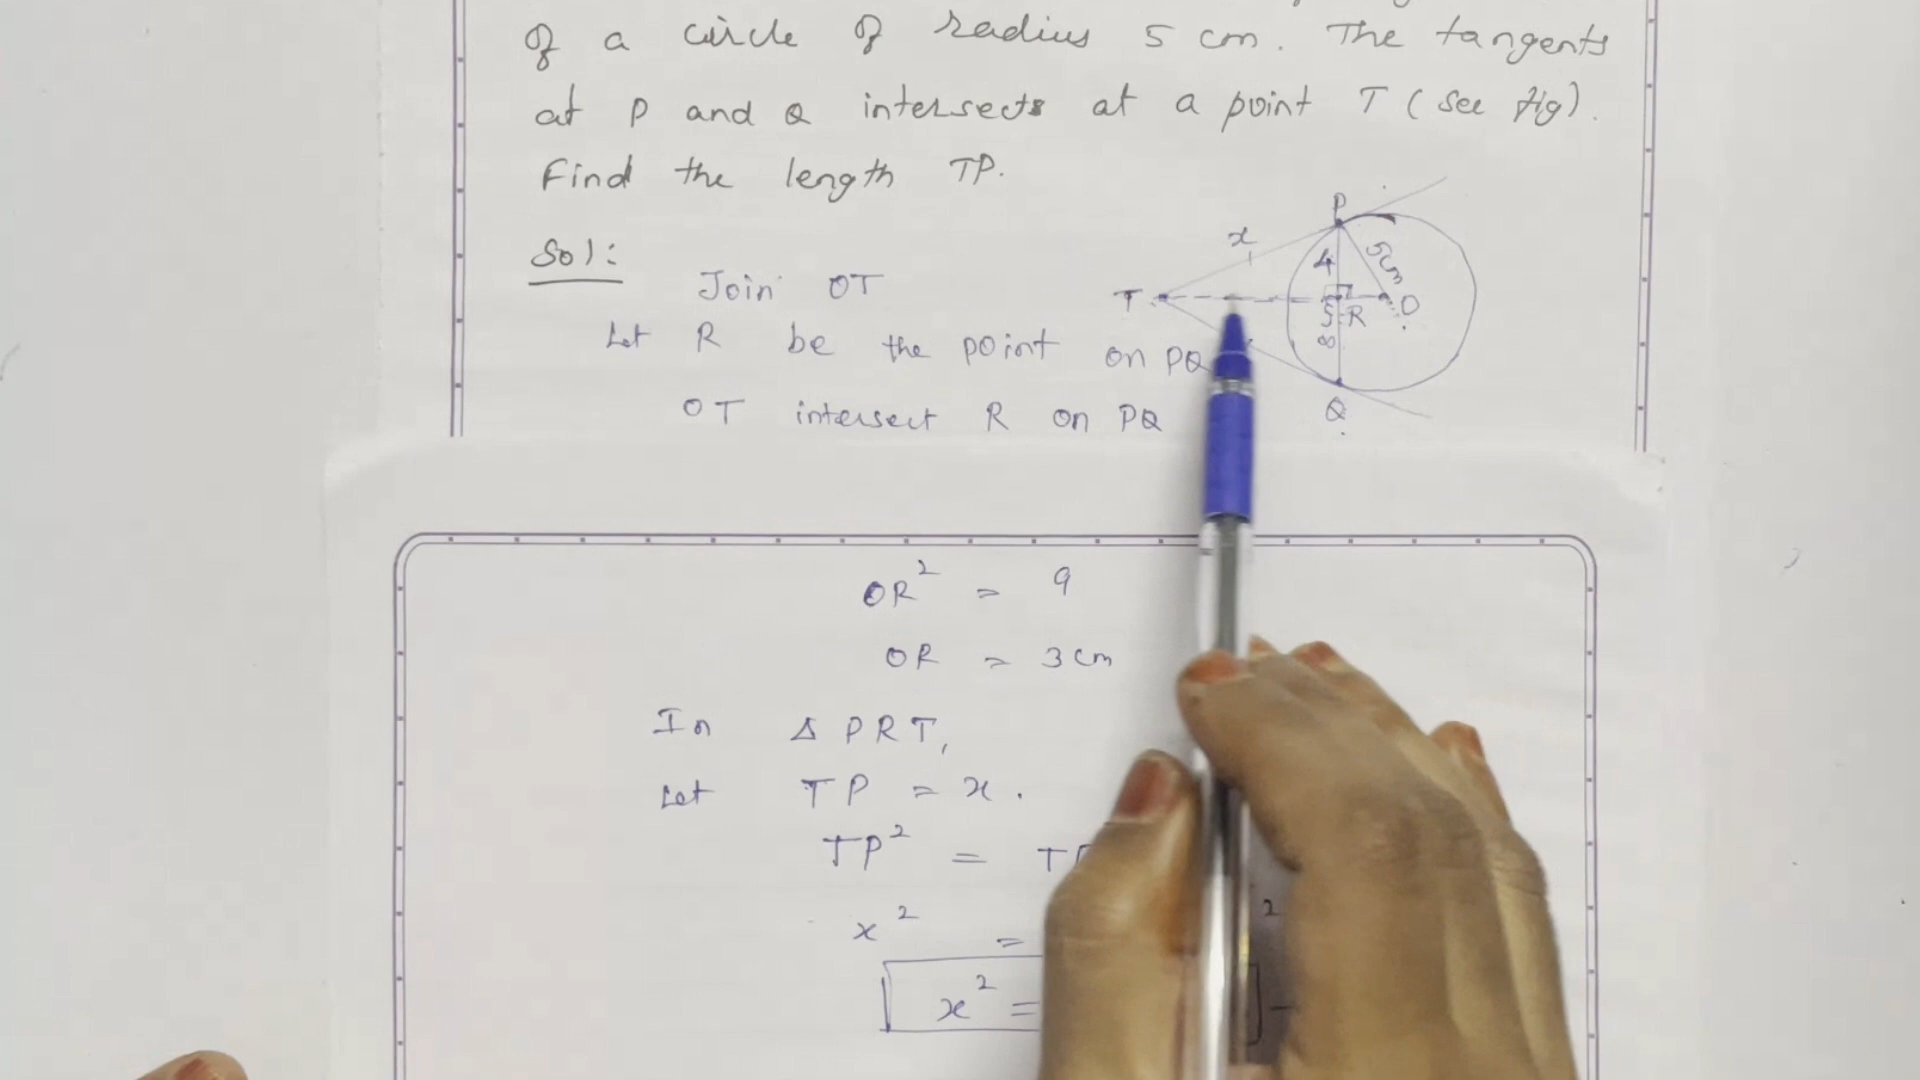 of a circle of radius 5 cm. The tangents
at P and Q intersects at a point T (see fig).
Find the length TP.
Sol:
Join OT
Let R be the point on PQ
OT intersect R on PQ
P
x
4
5cm
T
5
R
O
8
Q
OR² = 9
OR = 3cm
In Δ PRT,
Let TP = x.
TP² = T
x² = ²
x² =